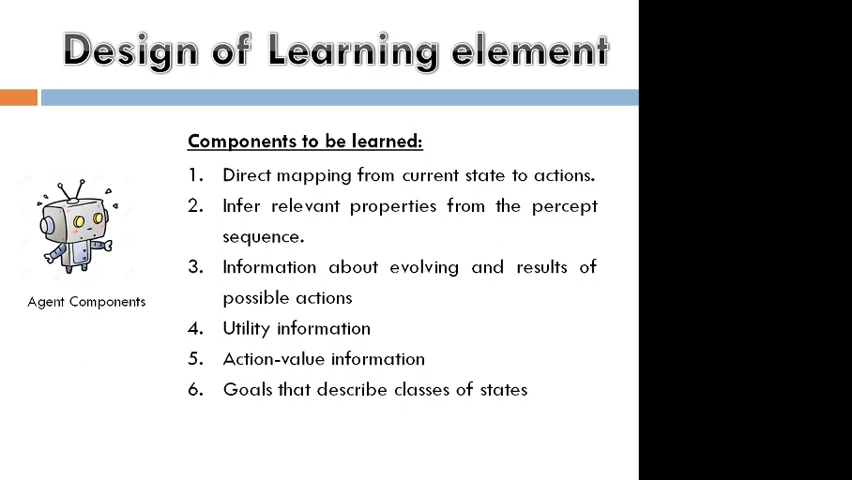 Design of Learning element
Components to be learned:
1. Direct mapping from current state to actions.
2. Infer relevant properties from the percept
sequence.
3. Information about evolving and results of
possible actions
Agent Components
4. Utility information
5. Action-value information
6. Goals that describe classes of states